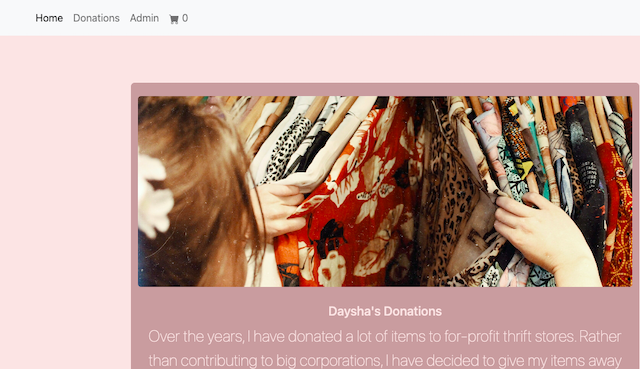 Home Donations Admin 0
Daysha's Donations
Over the years, I have donated a lot of items to for-profit thrift stores. Rather
than contributing to big corporations, I have decided to give my items away